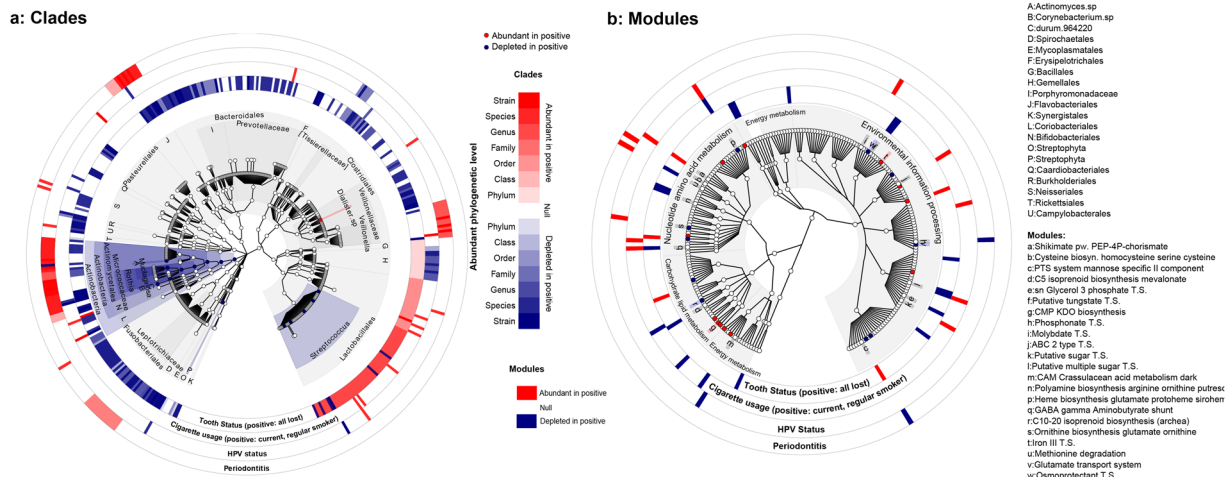 a: Clades
b: Modules
Abundant in positive
Depleted in positive
Clades
Abundant phylogenetic level
Strain
Species
Genus
Family
Order
Class
Phylum
Phylum
Class
Order
Family
Genus
Species
Strain
Abundant in positive
Null
Depleted in positive
Modules
Abundant in positive
Null
Depleted in positive
Bacteroidales
Prevotellaceae
I
F
[Tissierellaceae]
Clostridiales
Veillonellaceae
Dialister.sp
Veillonella
G
H
J
Pasteurellales
Q
S
R
U
T
Actinobacteria
Actinobacteria
Actinomycetales
Micrococcaceae
Rothia
N
L
Leptotrichiaceae
Fusobacteriales
D E O K
P
Streptococcus
Lactobacillales
Tooth Status (positive: all lost)
Cigarette usage (positive: current, regular smoker)
HPV status
Periodontitis
Energy metabolism
Environmental information processing
Nucleotide amino acid metabolism
Carbohydrate lipid metabolism
Energy metabolism
Tooth Status (positive: all lost)
Cigarette usage (positive: current, regular smoker)
HPV Status
Periodontitis
A:Actinomyces.sp
B:Corynebacterium.sp
C:durum.964220
D:Spirochaetales
E:Mycoplasmatales
F:Erysipelotrichales
G:Bacillales
H:Gemellales
I:Porphyromonadaceae
J:Flavobacteriales
K:Synergistales
L:Coriobacteriales
N:Bifidobacteriales
O:Streptophyta
P:Streptophyta
Q:Caardiobacteriales
R:Burkholderiales
S:Neisseriales
T:Rickettsiales
U:Campylobacterales
Modules:
a:Shikimate pw. PEP-4P-chorismate
b:Cysteine biosyn. homocysteine serine cysteine
c:PTS system mannose specific II component
d:C5 isoprenoid biosynthesis mevalonate
e:sn Glycerol 3 phosphate T.S.
f:Putative tungstate T.S.
g:CMP KDO biosynthesis
h:Phosphonate T.S.
i:Molybdate T.S.
j:ABC 2 type T.S.
k:Putative sugar T.S.
l:Putative multiple sugar T.S.
m:CAM Crassulacean acid metabolism dark
n:Polyamine biosynthesis arginine ornithine putresc
p:Heme biosynthesis glutamate protoheme sirohem
q:GABA gamma Aminobutyrate shunt
r:C10-20 isoprenoid biosynthesis (archea)
s:Ornithine biosynthesis glutamate ornithine
t:Iron III T.S.
u:Methionine degradation
v:Glutamate transport system
w:Osmoprotectant T.S.